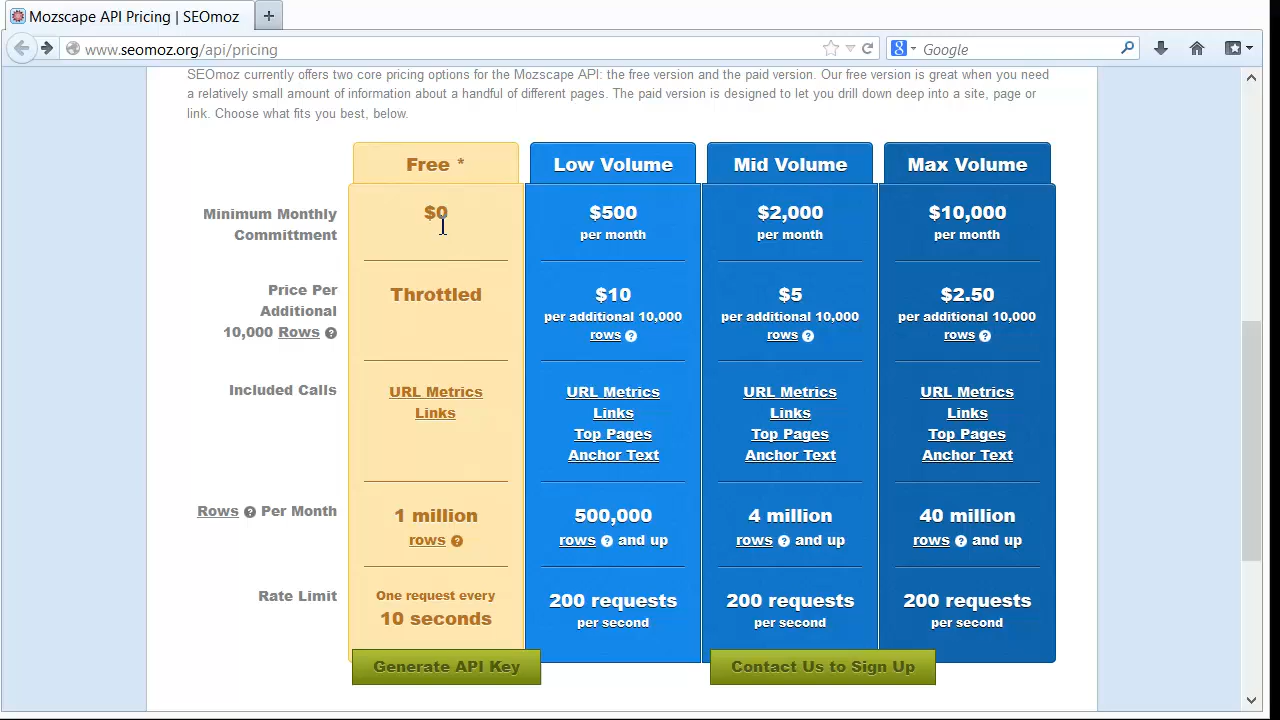 Mozscape API Pricing | SEOmoz
www.seomoz.org/api/pricing
Google
SEOmoz currently offers two core pricing options for the Mozscape API: the free version and the paid version. Our free version is great when you need
a relatively small amount of information about a handful of different pages. The paid version is designed to let you drill down deep into a site, page or
link. Choose what fits you best, below.
Free * Low Volume Mid Volume Max Volume
Minimum Monthly Committment
$0
$500 per month
$2,000 per month
$10,000 per month
Price Per Additional 10,000 Rows ?
Throttled
$10 per additional 10,000 rows ?
$5 per additional 10,000 rows ?
$2.50 per additional 10,000 rows ?
Included Calls
URL Metrics Links
URL Metrics Links Top Pages Anchor Text
URL Metrics Links Top Pages Anchor Text
URL Metrics Links Top Pages Anchor Text
Rows ? Per Month
1 million rows ?
500,000 rows ? and up
4 million rows ? and up
40 million rows ? and up
Rate Limit
One request every 10 seconds
200 requests per second
200 requests per second
200 requests per second
Generate API Key
Contact Us to Sign Up